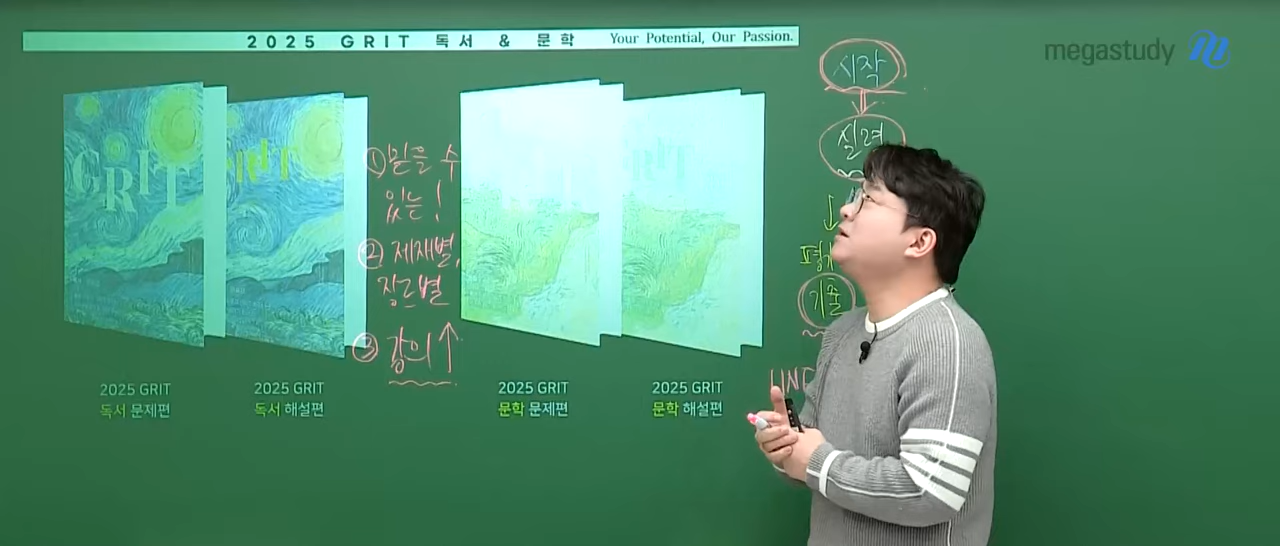 2025 GRIT 독서 & 문학 Your Potential, Our Passion.
megastudy
GRIT
GRIT
GRIT
GRIT
① 믿을 수
있는!
② 제재별,
장르별
③ 강의↑
시작
↓
실력
↓
기출
2025 GRIT
독서 문제편
2025 GRIT
독서 해설편
2025 GRIT
문학 문제편
2025 GRIT
문학 해설편